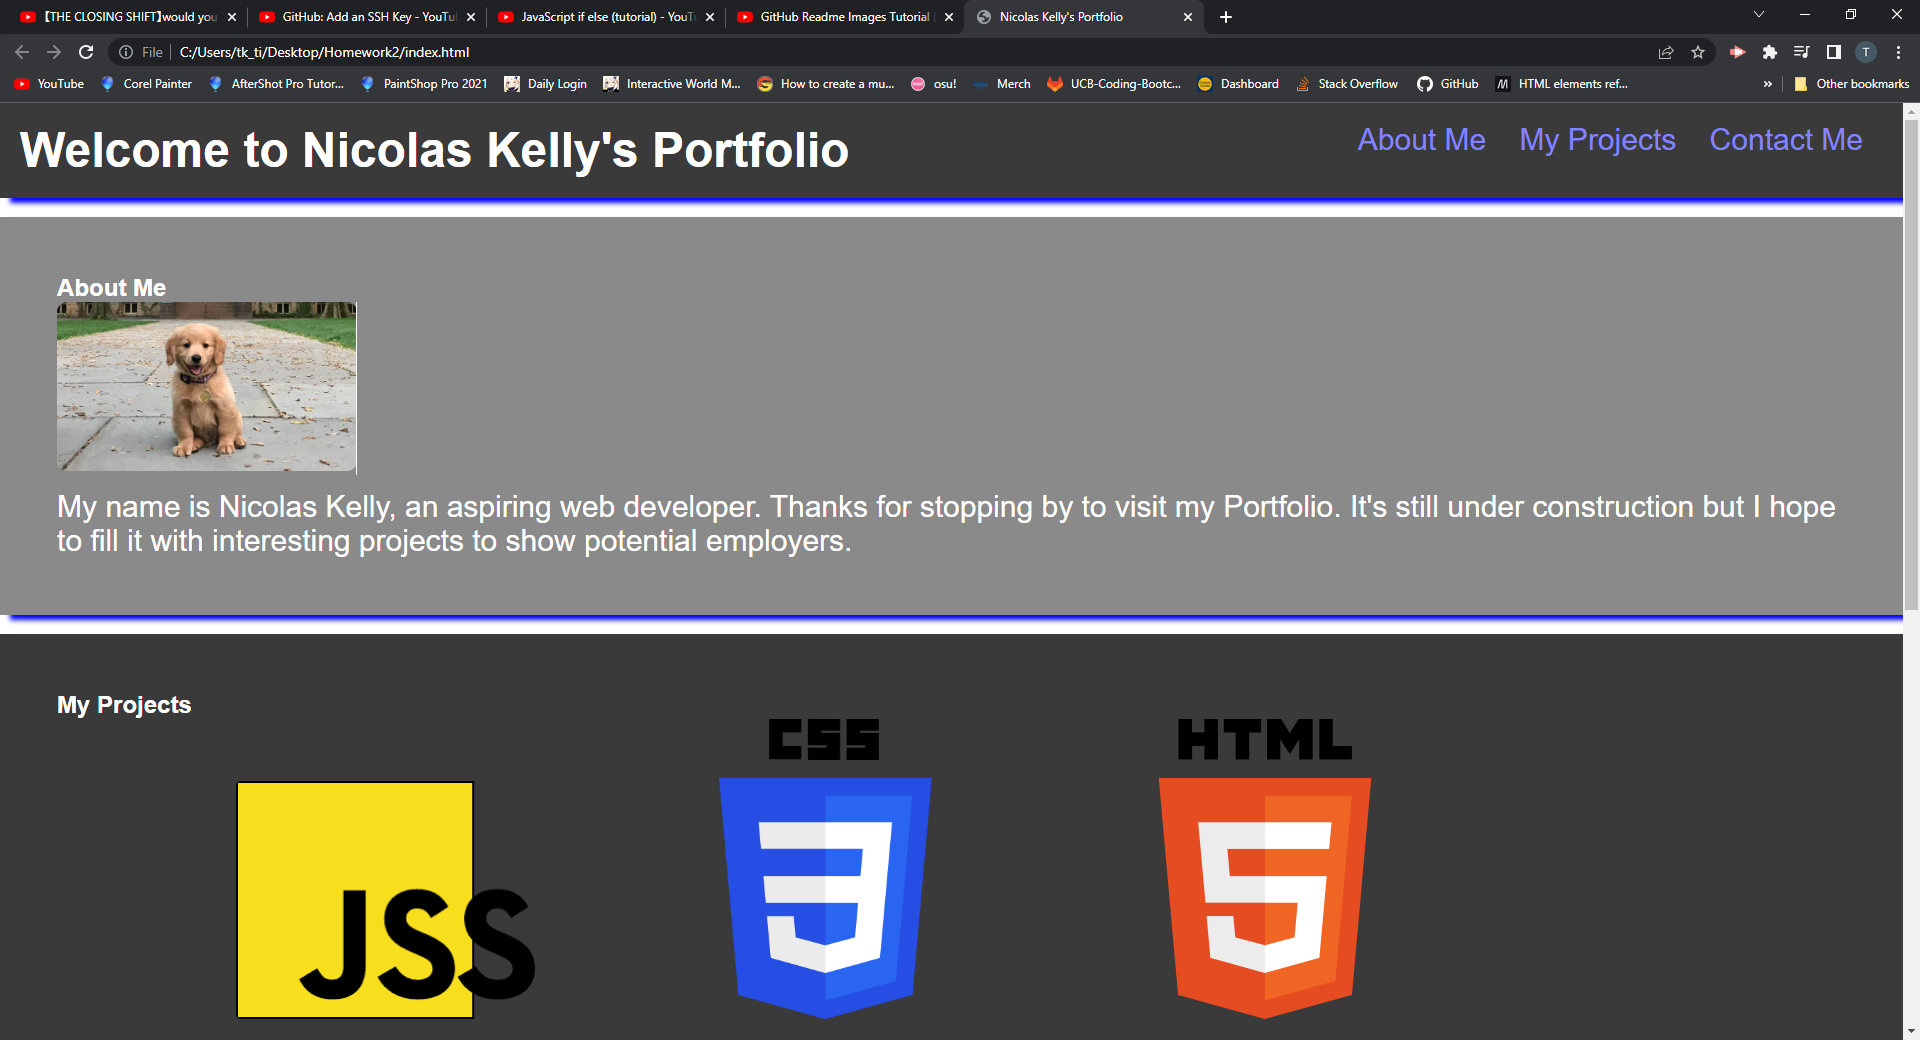 【THE CLOSING SHIFT】would you
GitHub: Add an SSH Key - YouTu
JavaScript if else (tutorial) - YouT
GitHub Readme Images Tutorial (
Nicolas Kelly's Portfolio
File
C:/Users/tk_ti/Desktop/Homework2/index.html
T
YouTube
Corel Painter
AfterShot Pro Tutor...
PaintShop Pro 2021
Daily Login
Interactive World M...
How to create a mu...
osu!
Merch
UCB-Coding-Bootc...
Dashboard
Stack Overflow
GitHub
M
HTML elements ref...
»
Other bookmarks
Welcome to Nicolas Kelly's Portfolio
About Me
My Projects
Contact Me
About Me
My name is Nicolas Kelly, an aspiring web developer. Thanks for stopping by to visit my Portfolio. It's still under construction but I hope
to fill it with interesting projects to show potential employers.
My Projects
JSS
CSS
3
HTML
5